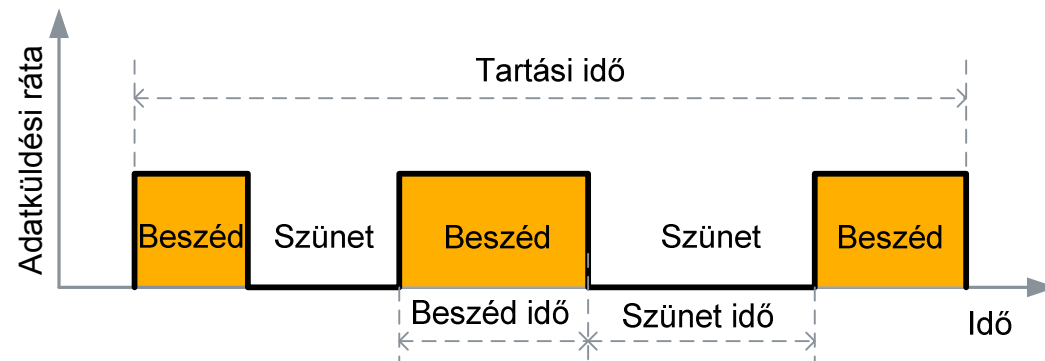 Adatküldési ráta
Tartási idő
Beszéd
Szünet
Beszéd
Szünet
Beszéd
Beszéd idő
Szünet idő
Idő